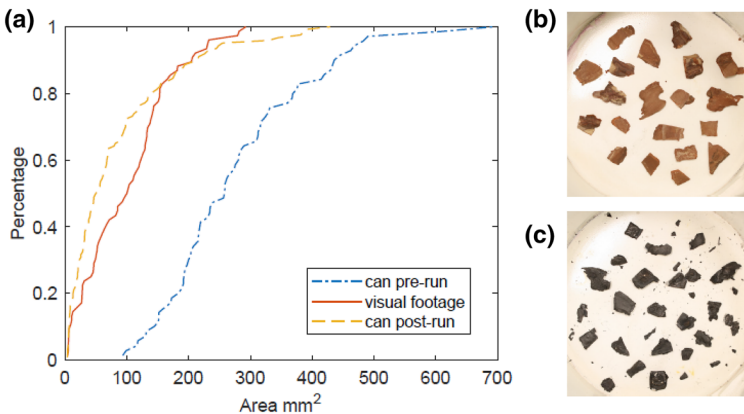 (a)
1
0.8
0.6
0.4
0.2
0
Percentage
0 100 200 300 400 500 600 700
Area mm²
can pre-run
visual footage
can post-run
(b)
(c)